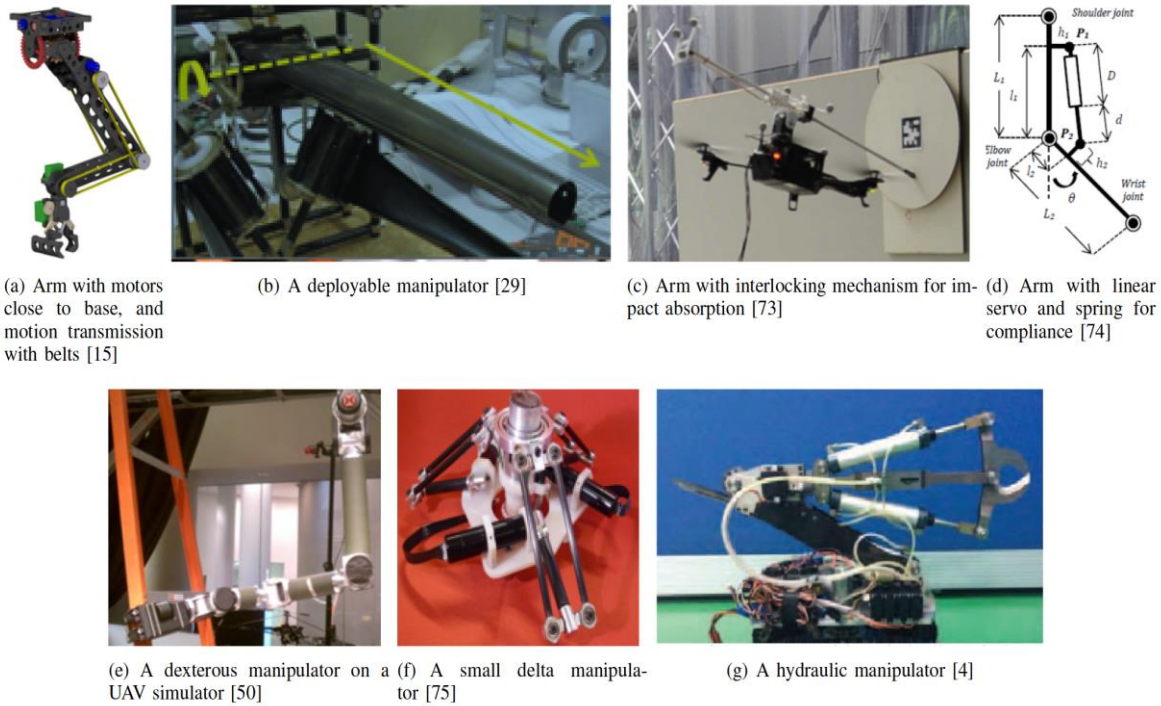 Shoulder joint
h₁ P₁
L₁
l₁
D
d
P₂
Elbow
joint
l₂
h₂
θ
Wrist
joint
L₂
(a) Arm with motors
close to base, and
motion transmission
with belts [15]
(b) A deployable manipulator [29]
(c) Arm with interlocking mechanism for im-
pact absorption [73]
(d) Arm with linear
servo and spring for
compliance [74]
(e) A dexterous manipulator on a
UAV simulator [50]
(f) A small delta manipula-
tor [75]
(g) A hydraulic manipulator [4]